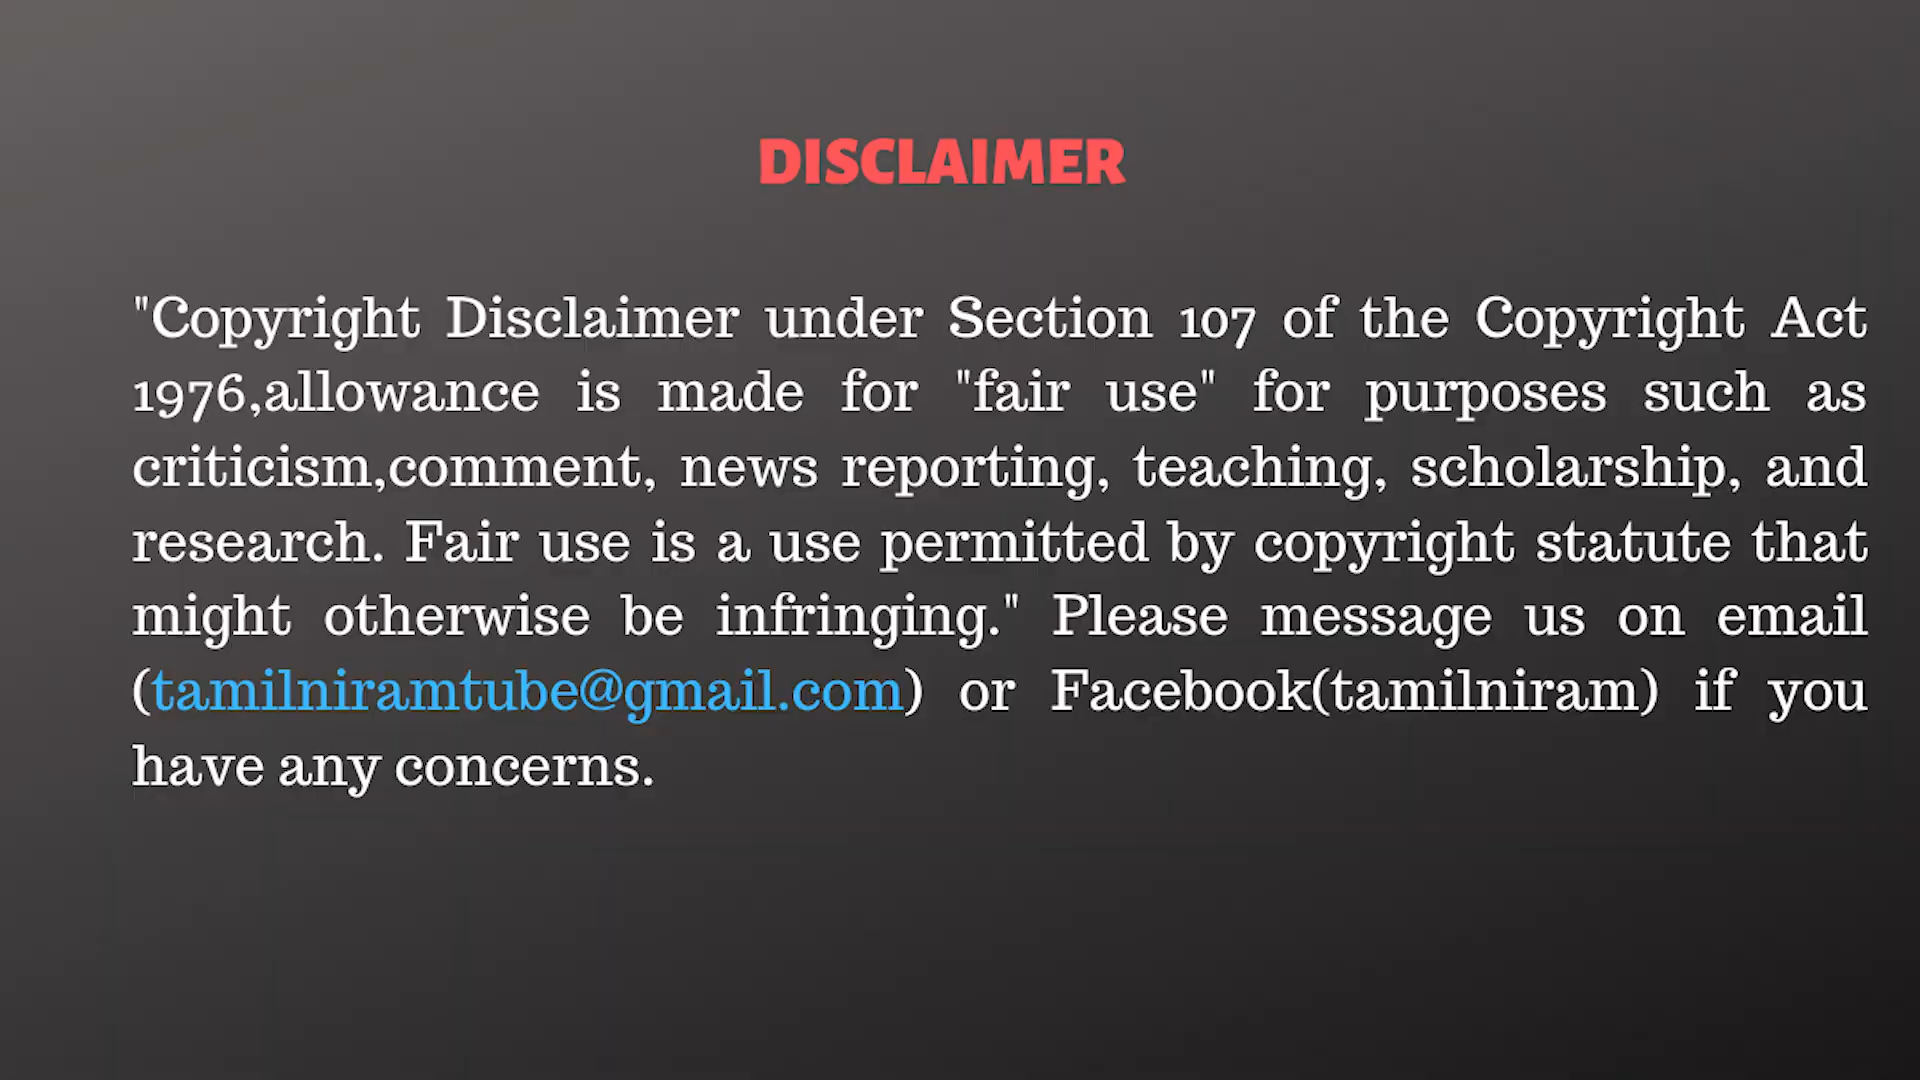 DISCLAIMER
"Copyright Disclaimer under Section 107 of the Copyright Act
1976,allowance is made for "fair use" for purposes such as
criticism,comment, news reporting, teaching, scholarship, and
research. Fair use is a use permitted by copyright statute that
might otherwise be infringing." Please message us on email
(tamilniramtube@gmail.com) or Facebook(tamilniram) if you
have any concerns.